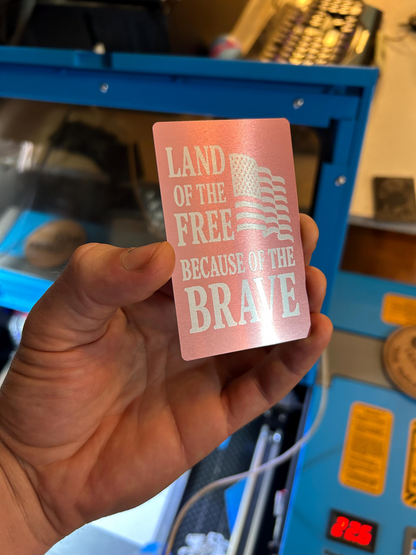 LAND
OF THE
FREE
BECAUSE OF THE
BRAVE